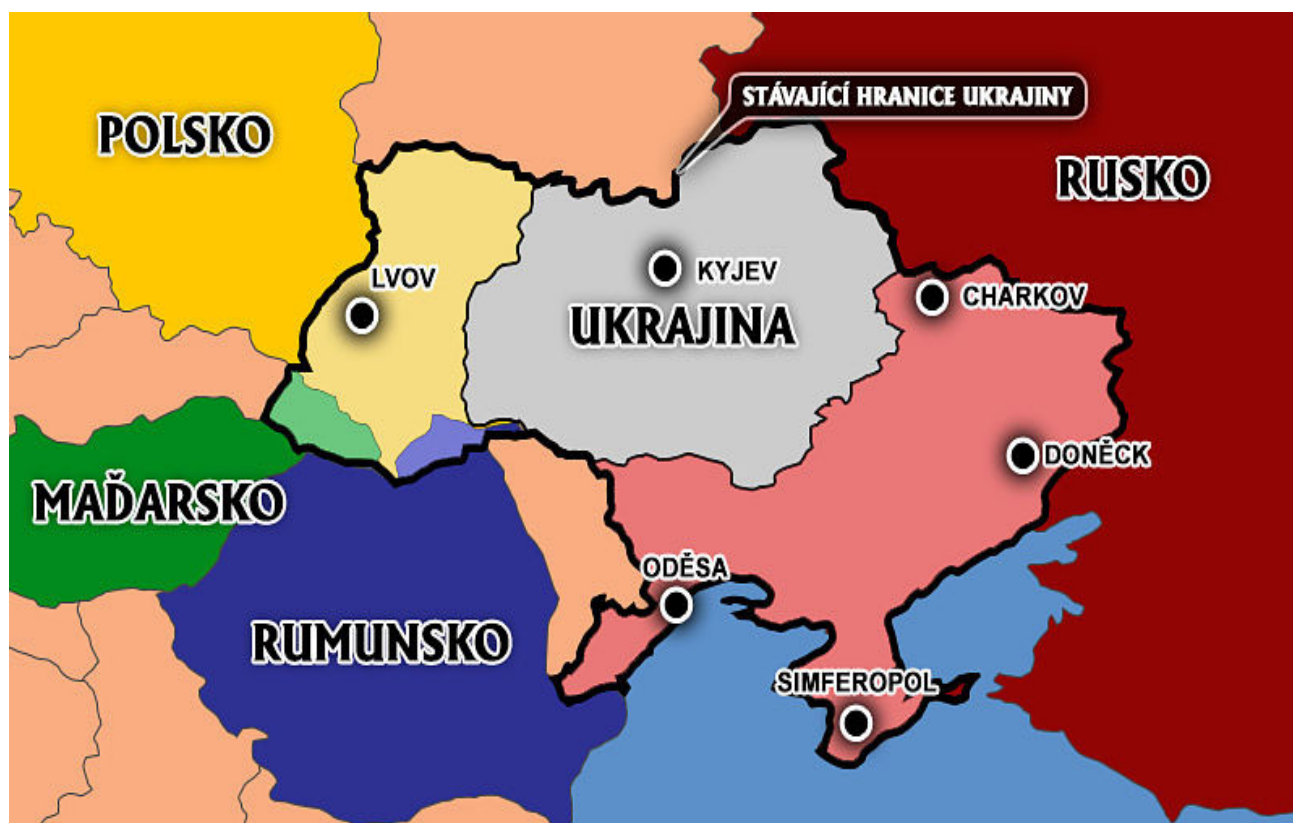 STÁVAJÍCÍ HRANICE UKRAJINY
POLSKO
RUSKO
LVOV
KYJEV
CHARKOV
UKRAJINA
DONĚCK
MAĎARSKO
ODĚSA
RUMUNSKO
SIMFEROPOL